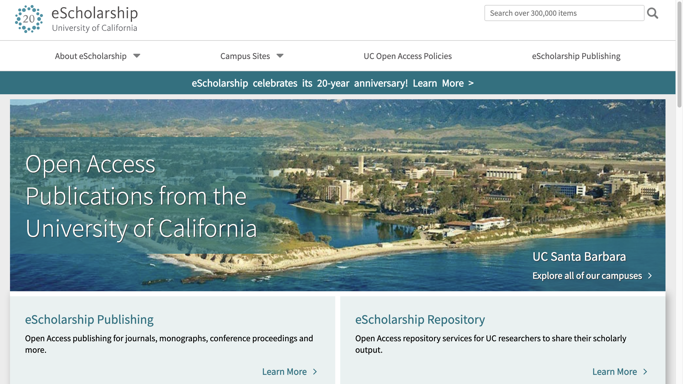 20
eScholarship
University of California
Search over 300,000 items
About eScholarship
Campus Sites
UC Open Access Policies
eScholarship Publishing
eScholarship celebrates its 20-year anniversary! Learn More >
Open Access
Publications from the
University of California
UC Santa Barbara
Explore all of our campuses >
eScholarship Publishing
Open Access publishing for journals, monographs, conference proceedings and
more.
Learn More >
eScholarship Repository
Open Access repository services for UC researchers to share their scholarly
output.
Learn More >